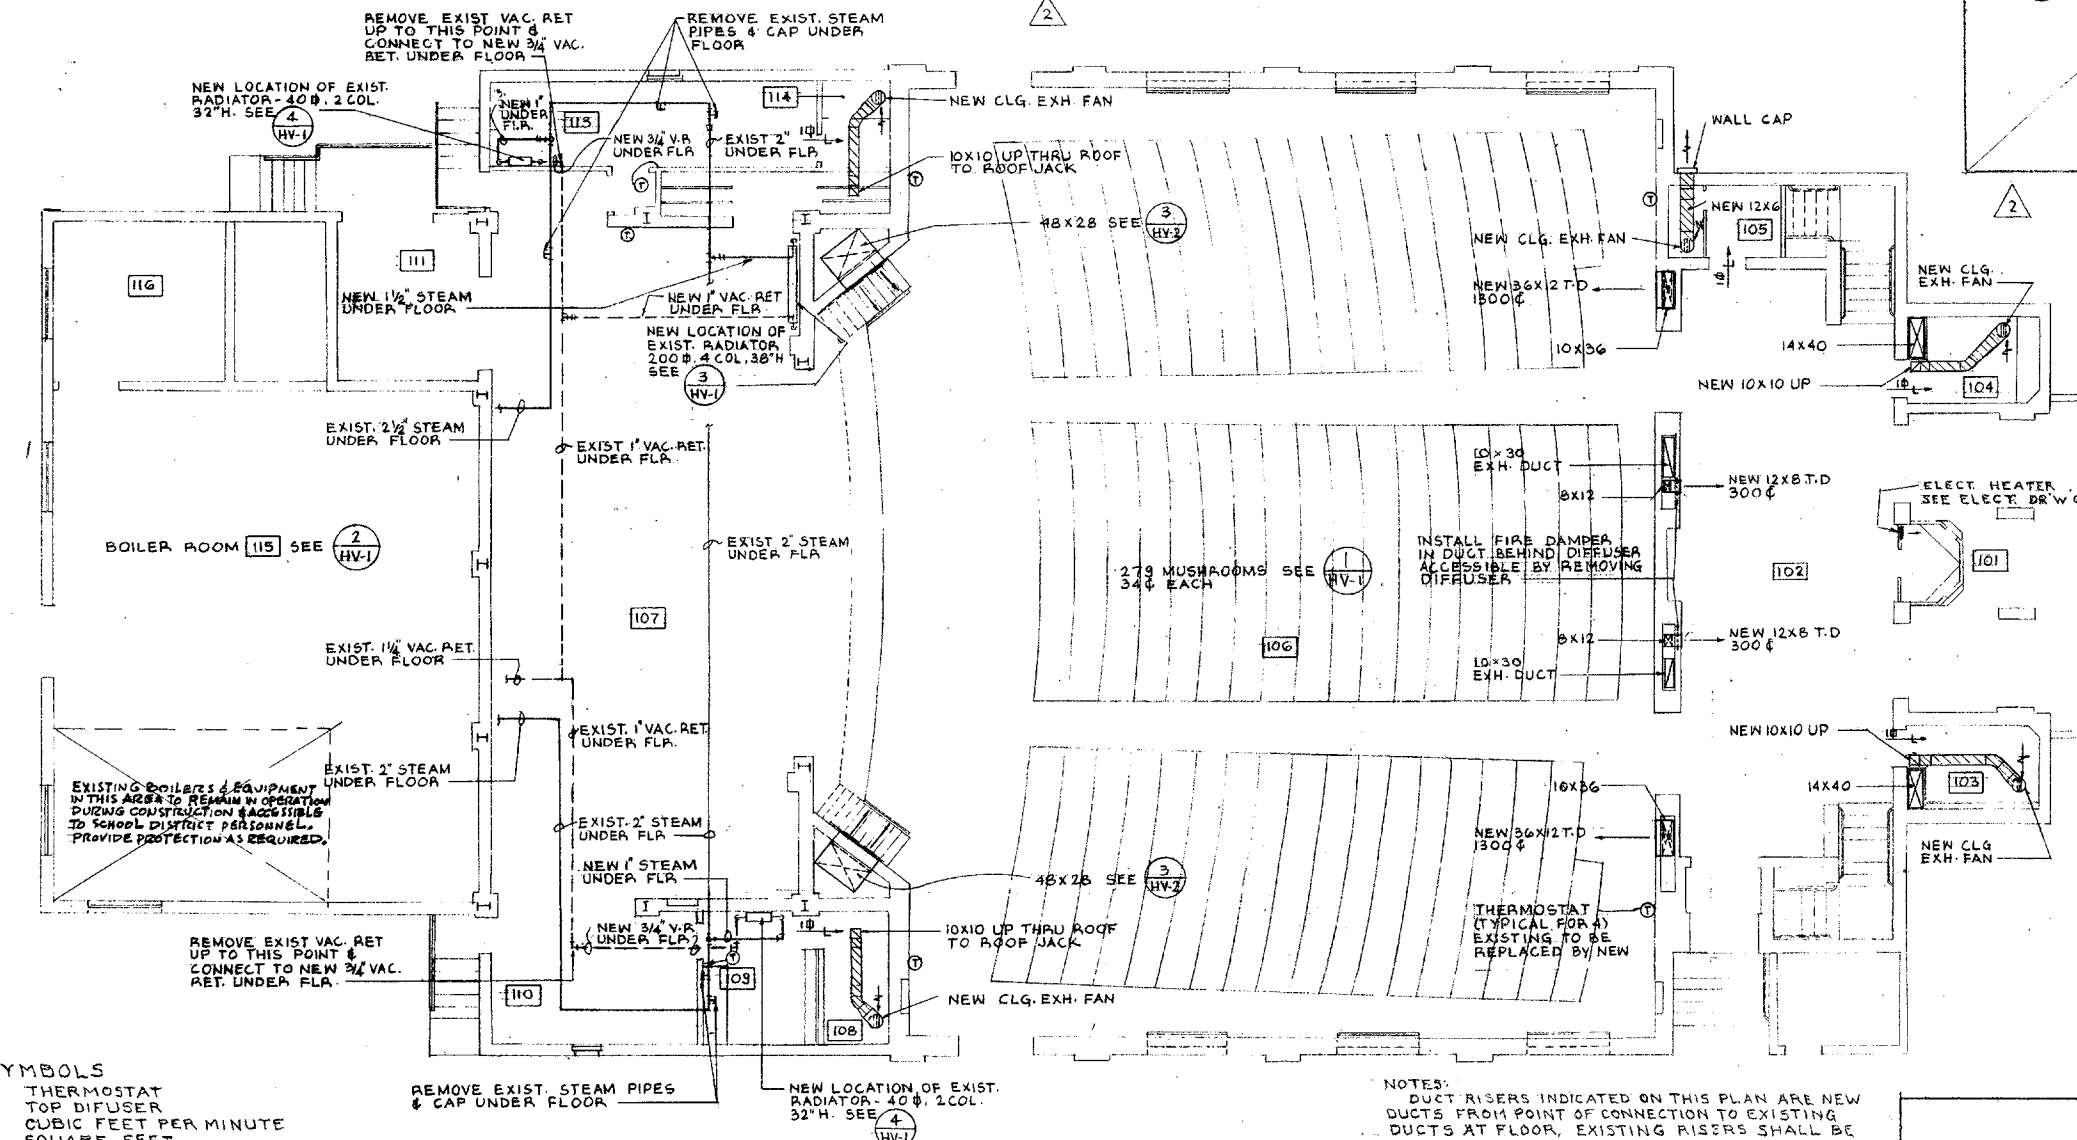 REMOVE EXIST VAC. RET
UP TO THIS POINT &
CONNECT TO NEW 3/4" VAC.
RET. UNDER FLOOR
REMOVE EXIST. STEAM
PIPES & CAP UNDER
FLOOR
2
NEW LOCATION OF EXIST.
RADIATOR - 40 ⌽, 2 COL.
32"H. SEE
4
HV-1
NEW 1"
UNDER
FLR.
113
NEW 3/4" V.R
UNDER FLR
EXIST 2"
UNDER FLR
114
1⌽
NEW CLG. EXH. FAN
10X10 UP THRU ROOF
TO ROOF JACK
T
T
T
48X28 SEE
3
HV-2
WALL CAP
T
NEW 12X6
105
NEW CLG. EXH. FAN
2
NEW CLG.
EXH. FAN
116
111
NEW 1 1/2" STEAM
UNDER FLOOR
NEW 1" VAC. RET
UNDER FLR.
NEW LOCATION OF
EXIST. RADIATOR
200 ⌽, 4 COL, 38"H
SEE
3
HV-1
NEW 36X12 T.D
1300 ¢
10X36
14X40
NEW 10X10 UP
1⌽
104
EXIST. 2 1/2" STEAM
UNDER FLOOR
EXIST 1" VAC. RET.
UNDER FLR.
10×30
EXH. DUCT
8X12
NEW 12X8 T.D
300 ¢
ELECT. HEATER
SEE ELECT. DR'W'G
BOILER ROOM 115 SEE
2
HV-1
EXIST 2" STEAM
UNDER FLR
279 MUSHROOMS SEE
34 ¢ EACH
1
HV-1
INSTALL FIRE DAMPER
IN DUCT BEHIND DIFFUSER
ACCESSIBLE BY REMOVING
DIFFUSER
102
101
107
106
EXIST. 1 1/4" VAC. RET.
UNDER FLOOR
8X12
NEW 12X8 T.D
300 ¢
10×30
EXH. DUCT
EXIST. 1" VAC. RET
UNDER FLR.
NEW 10X10 UP
1⌽
EXIST. 2" STEAM
UNDER FLOOR
EXISTING BOILERS & EQUIPMENT
IN THIS AREA TO REMAIN IN OPERATION
DURING CONSTRUCTION & ACCESSIBLE
TO SCHOOL DISTRICT PERSONNEL.
PROVIDE PROTECTION AS REQUIRED.
10X36
14X40
103
EXIST. 2" STEAM
UNDER FLR
NEW 36X12 T.D
1300 ¢
NEW CLG
EXH. FAN
NEW 1" STEAM
UNDER FLR
48X28 SEE
3
HV-2
THERMOSTAT
(TYPICAL FOR 4)
EXISTING TO BE
REPLACED BY NEW
T
NEW 3/4" V.R
UNDER FLR
1⌽
10X10 UP THRU ROOF
TO ROOF JACK
REMOVE EXIST VAC. RET
UP TO THIS POINT &
CONNECT TO NEW 3/4" VAC.
RET. UNDER FLR.
T
T
110
109
108
NEW CLG. EXH. FAN
REMOVE EXIST. STEAM PIPES
& CAP UNDER FLOOR
NEW LOCATION OF EXIST.
RADIATOR - 40 ⌽, 2 COL.
32"H. SEE
4
HV-1
YMBOLS
THERMOSTAT
TOP DIFUSER
CUBIC FEET PER MINUTE
SQUARE FEET
NOTES:
DUCT RISERS INDICATED ON THIS PLAN ARE NEW
DUCTS FROM POINT OF CONNECTION TO EXISTING
DUCTS AT FLOOR, EXISTING RISERS SHALL BE